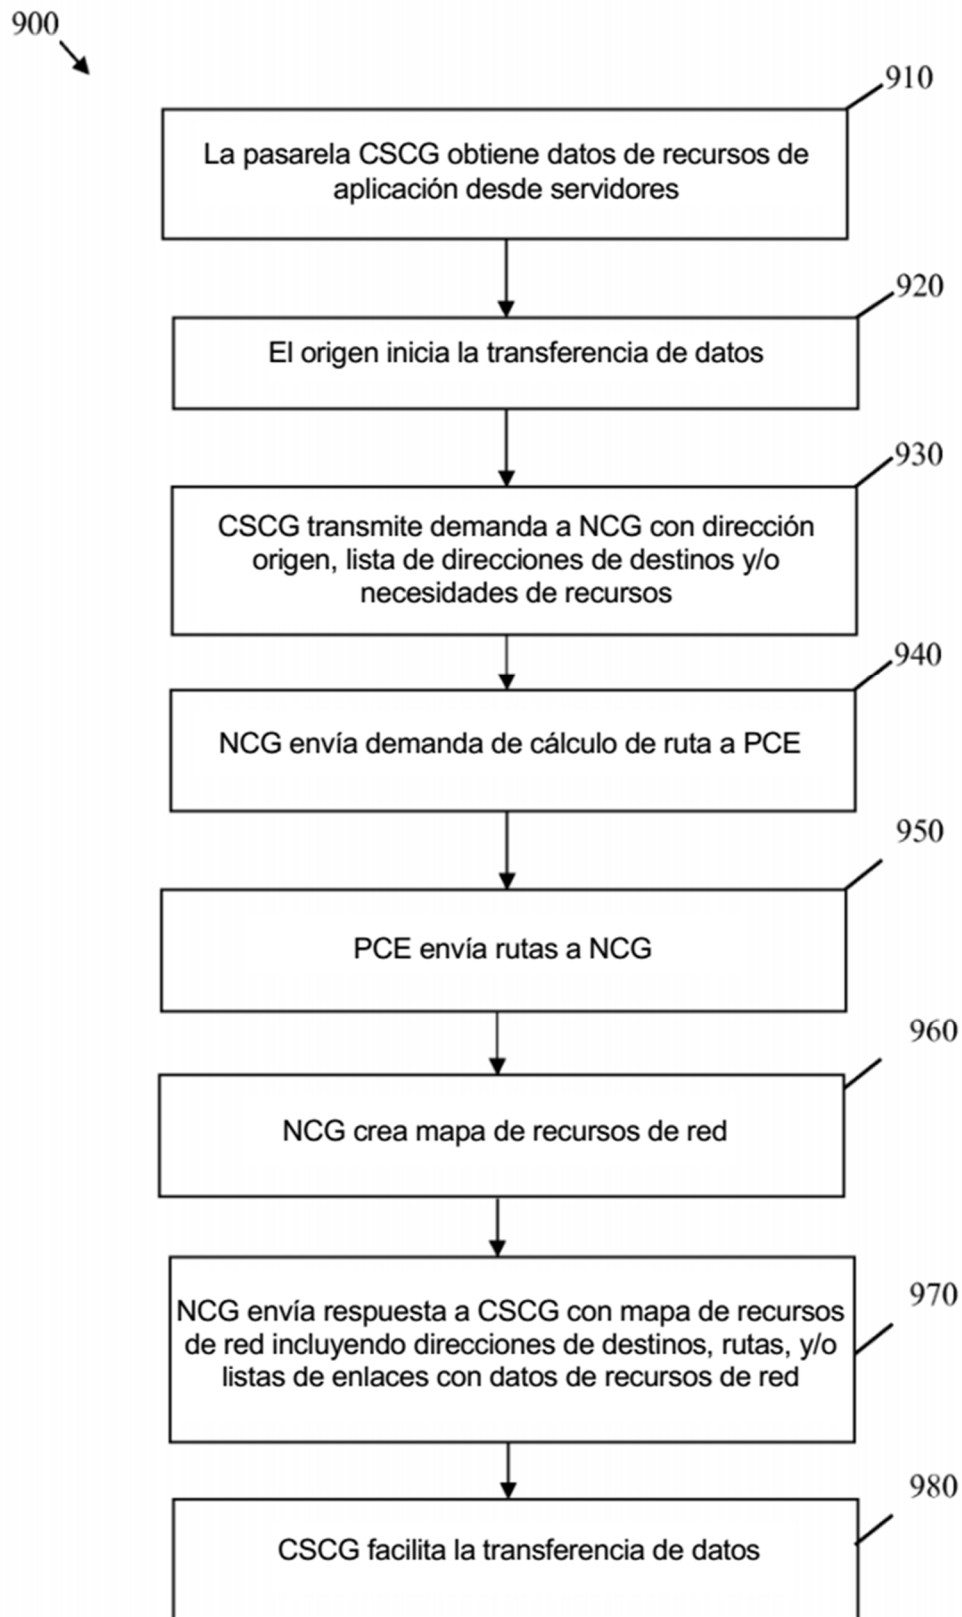 900
910
La pasarela CSCG obtiene datos de recursos de
aplicación desde servidores
920
El origen inicia la transferencia de datos
930
CSCG transmite demanda a NCG con dirección
origen, lista de direcciones de destinos y/o
necesidades de recursos
940
NCG envía demanda de cálculo de ruta a PCE
950
PCE envía rutas a NCG
960
NCG crea mapa de recursos de red
970
NCG envía respuesta a CSCG con mapa de recursos
de red incluyendo direcciones de destinos, rutas, y/o
listas de enlaces con datos de recursos de red
980
CSCG facilita la transferencia de datos